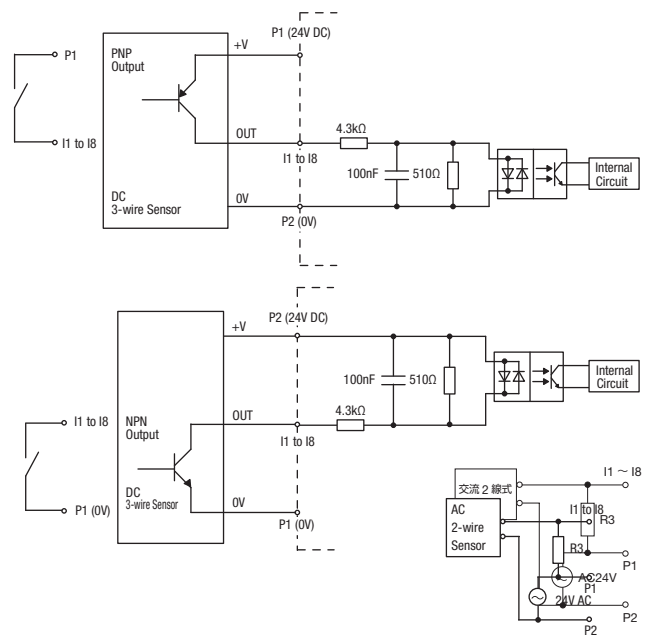 P1 (24V DC)
P1
PNP
Output
+V
I1 to I8
OUT
4.3kΩ
I1 to I8
100nF
510Ω
Internal
Circuit
DC
3-wire Sensor
0V
P2 (0V)
P2 (24V DC)
+V
100nF
510Ω
Internal
Circuit
I1 to I8
NPN
Output
OUT
4.3kΩ
I1 to I8
DC
3-wire Sensor
P1 (0V)
0V
P1 (0V)
I1 ～ I8
交流 2 線式
AC
2-wire
Sensor
I1 to I8
R3
R3
P1
AC24V
P1
24V AC
P2
P2